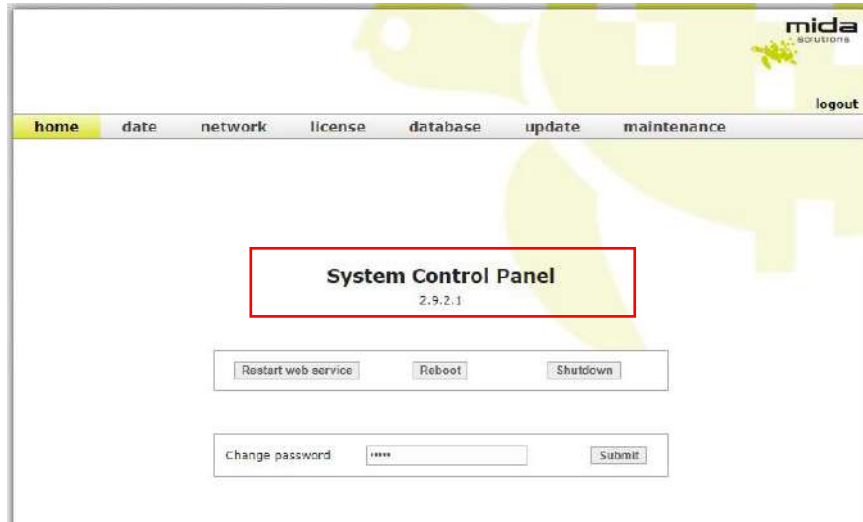 mida
solutions
logout
home date network license database update maintenance
System Control Panel
2.9.2.1
Restart web service Reboot Shutdown
Change password ••••• Submit